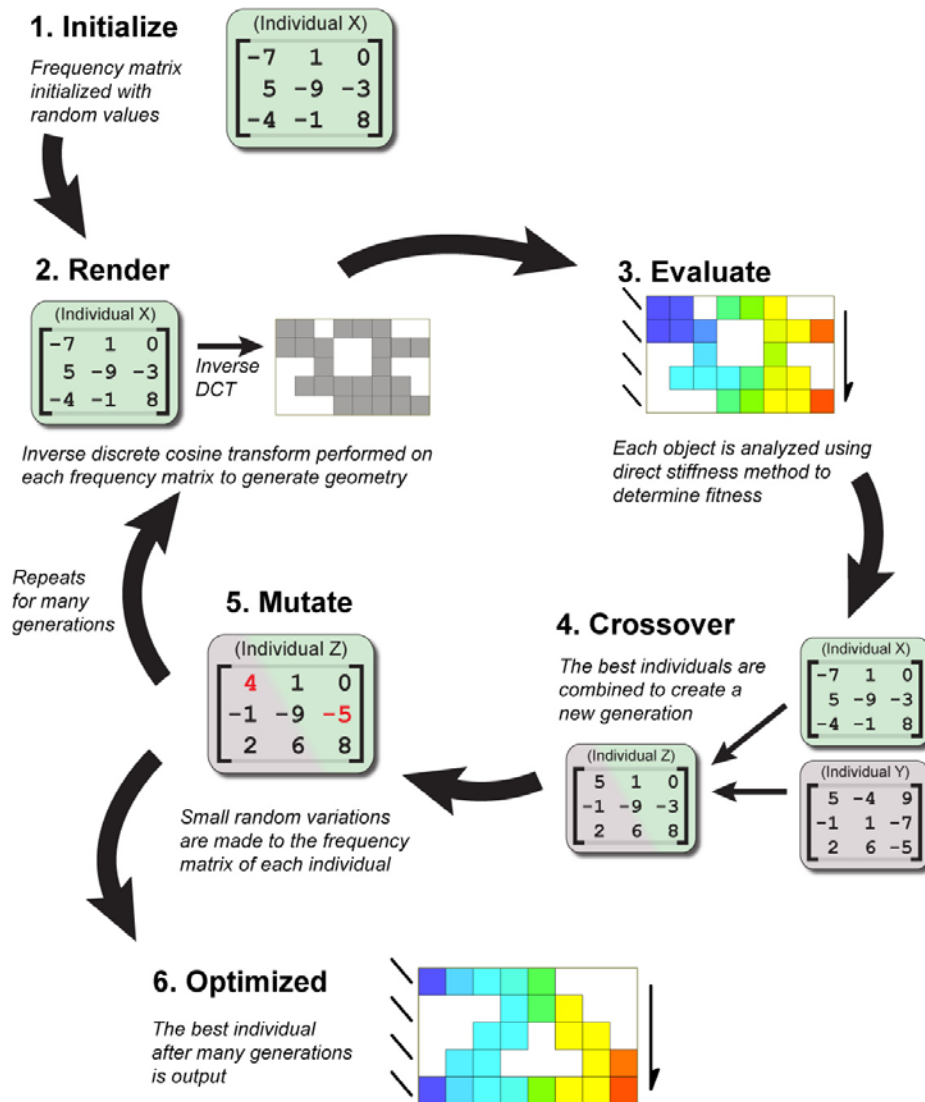 1. Initialize
Frequency matrix
initialized with
random values
(Individual X)
-7 1 0
5 -9 -3
-4 -1 8
2. Render
(Individual X)
-7 1 0
5 -9 -3
-4 -1 8
Inverse
DCT
Inverse discrete cosine transform performed on
each frequency matrix to generate geometry
3. Evaluate
Each object is analyzed using
direct stiffness method to
determine fitness
4. Crossover
The best individuals are
combined to create a
new generation
(Individual X)
-7 1 0
5 -9 -3
-4 -1 8
(Individual Y)
5 -4 9
-1 1 -7
2 6 -5
(Individual Z)
5 1 0
-1 -9 -3
2 6 8
5. Mutate
(Individual Z)
4 1 0
-1 -9 -5
2 6 8
Small random variations
are made to the frequency
matrix of each individual
Repeats
for many
generations
6. Optimized
The best individual
after many generations
is output